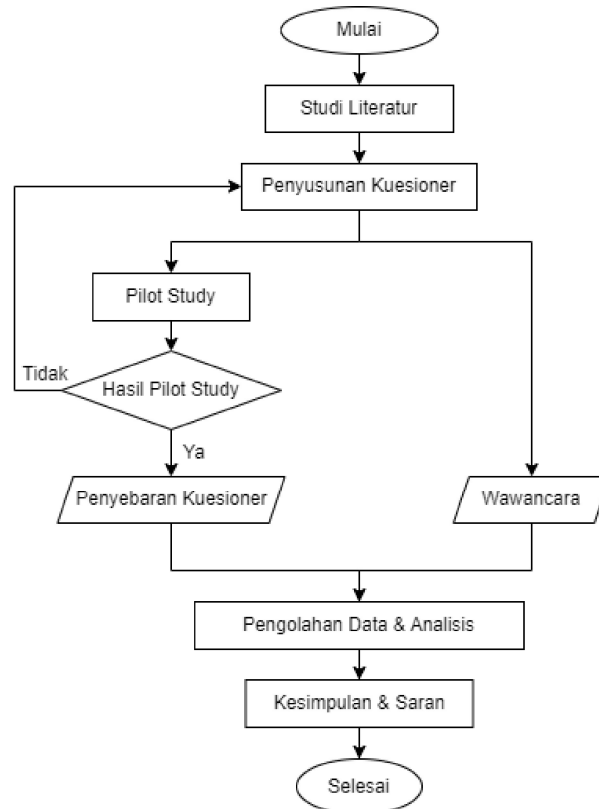 Mulai
Studi Literatur
Penyusunan Kuesioner
Pilot Study
Tidak
Hasil Pilot Study
Ya
Penyebaran Kuesioner
Wawancara
Pengolahan Data & Analisis
Kesimpulan & Saran
Selesai